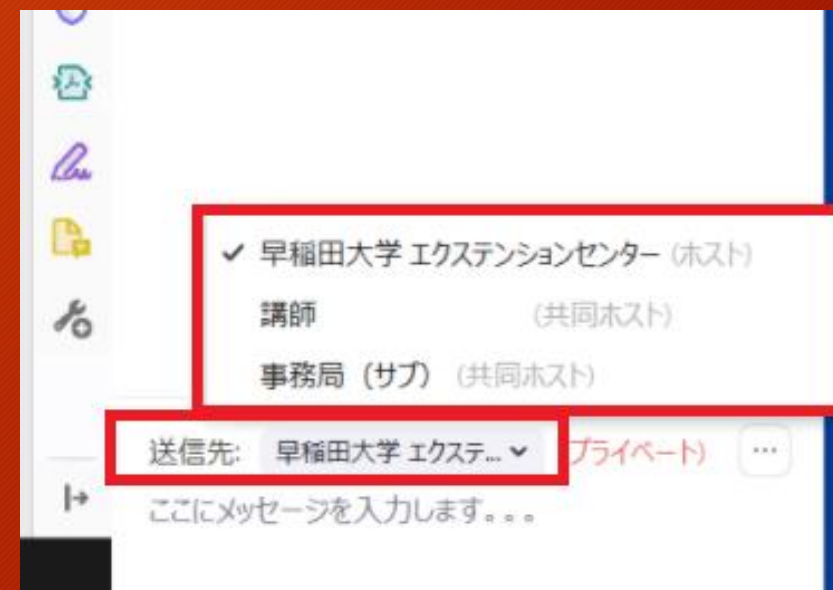 早稲田大学 エクステンションセンター (ホスト)
講師 (共同ホスト)
事務局（サブ） (共同ホスト)
送信先: 早稲田大学 エクステ... プライベート) ...
ここにメッセージを入力します。。。